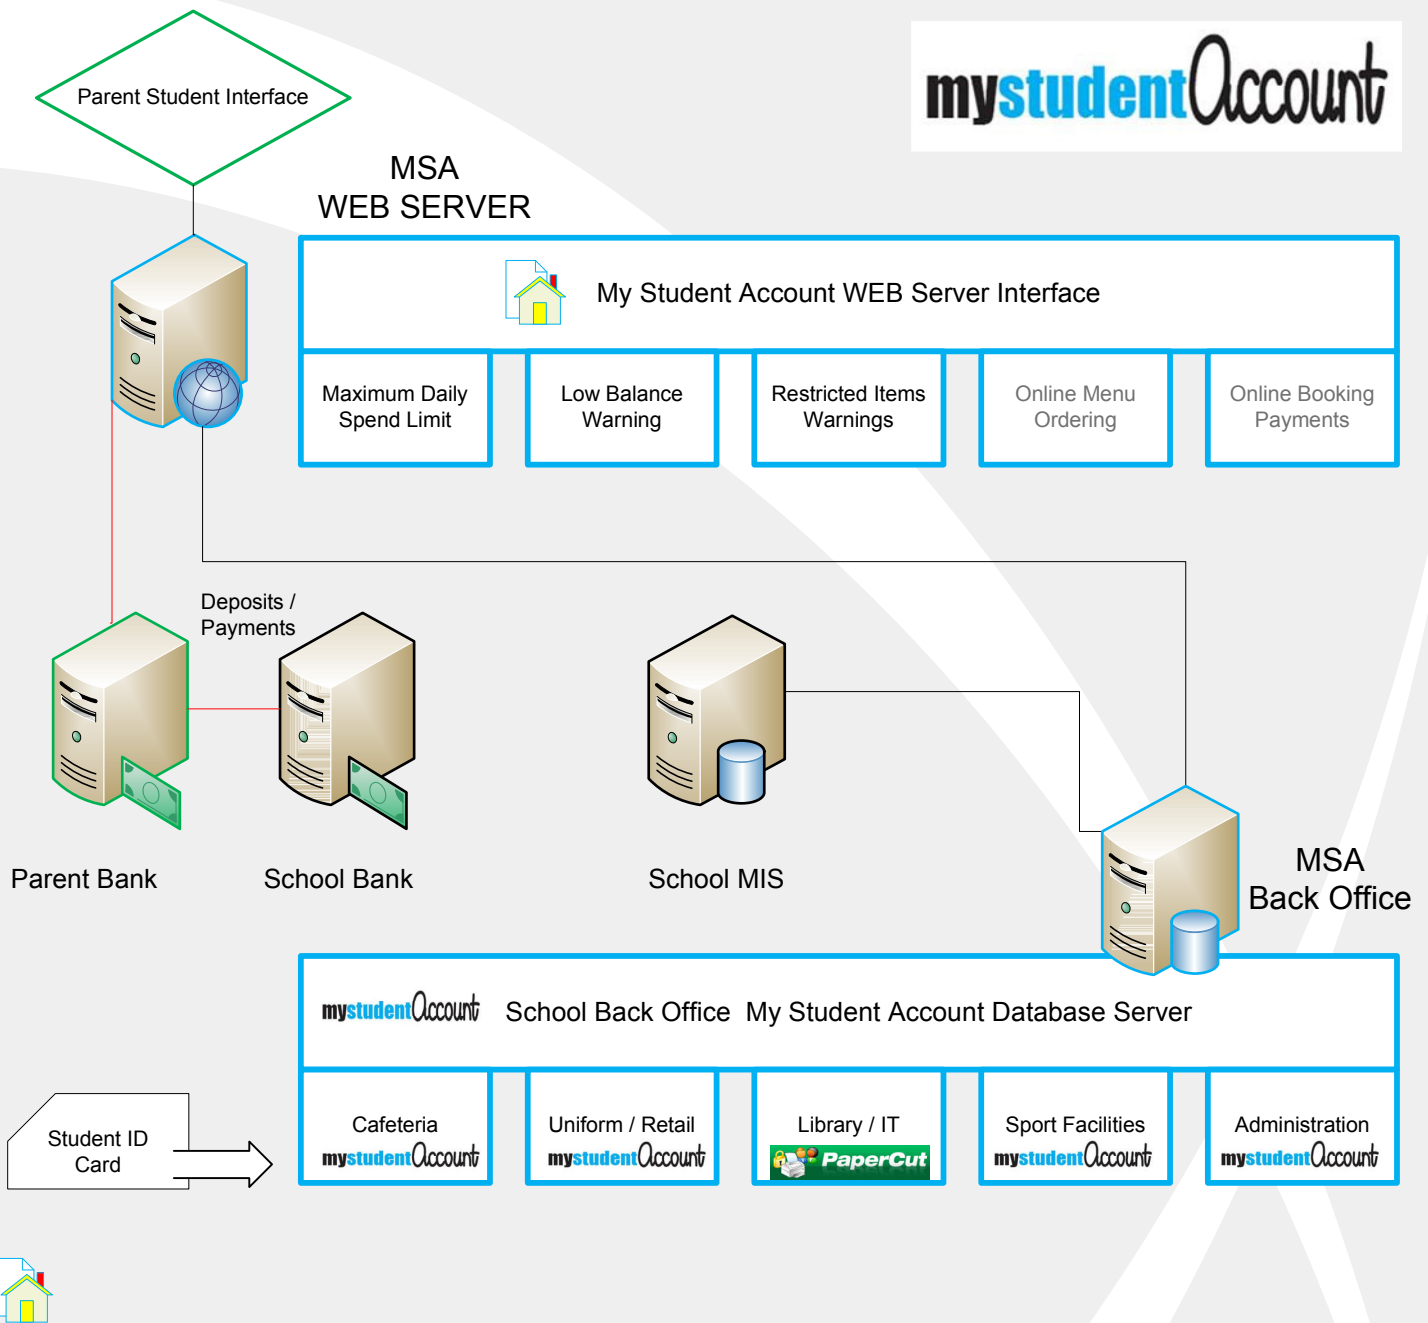 Parent Student Interface
mystudentAccount
MSA
WEB SERVER
My Student Account WEB Server Interface
Maximum Daily
Spend Limit
Low Balance
Warning
Restricted Items
Warnings
Online Menu
Ordering
Online Booking
Payments
Deposits /
Payments
Parent Bank
School Bank
School MIS
MSA
Back Office
mystudentAccount School Back Office My Student Account Database Server
Student ID
Card
Cafeteria
mystudentAccount
Uniform / Retail
mystudentAccount
Library / IT
PaperCut
Sport Facilities
mystudentAccount
Administration
mystudentAccount